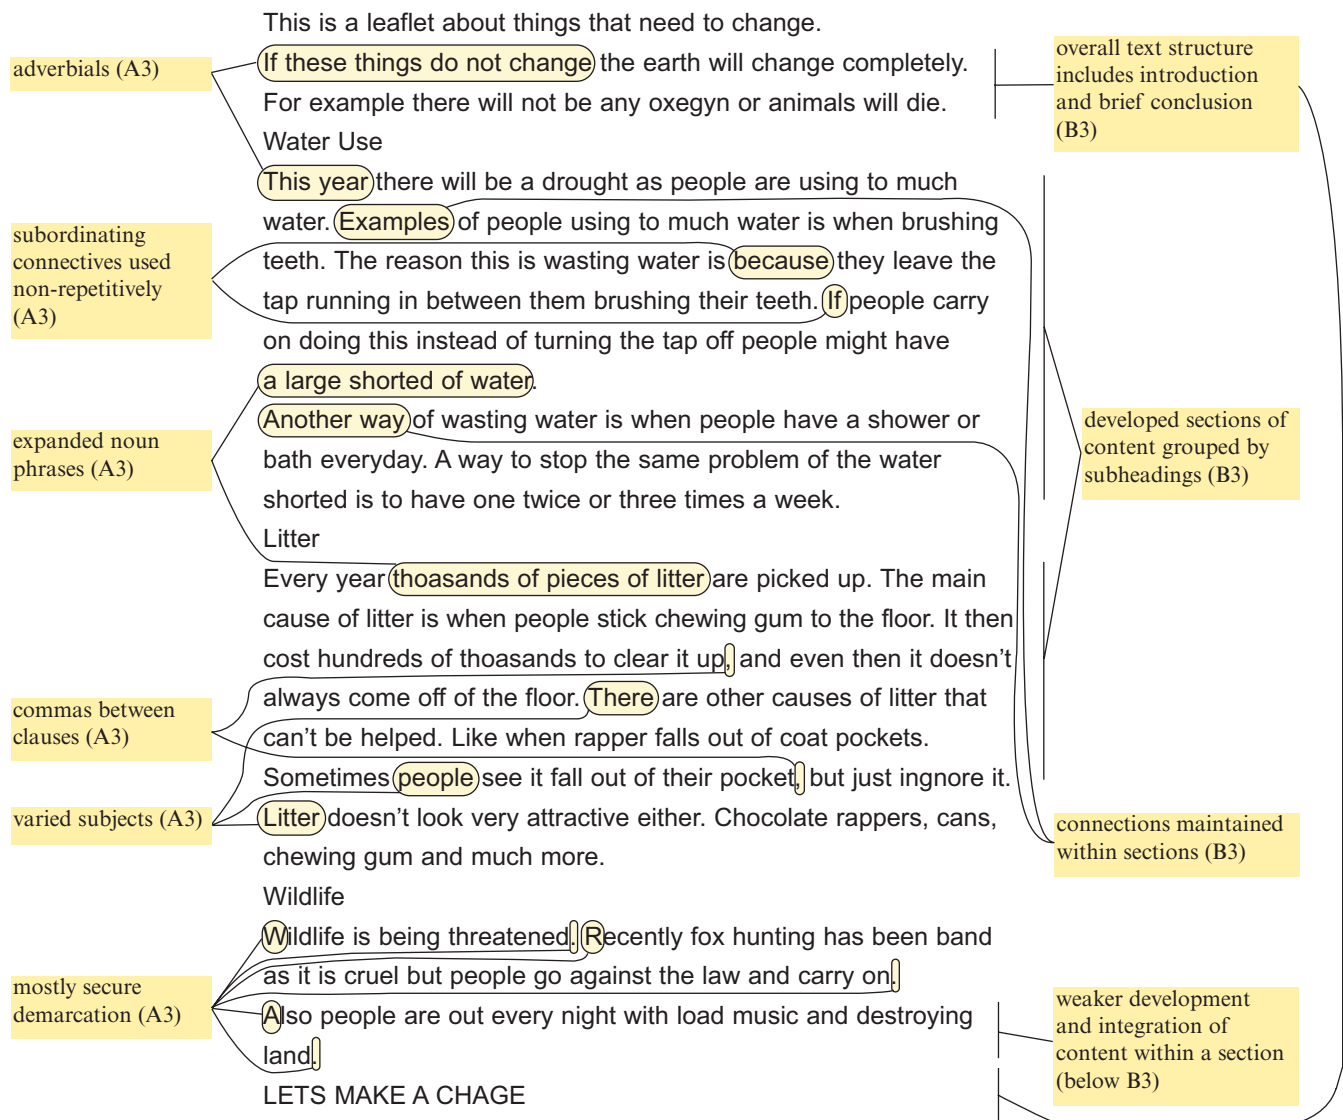 This is a leaflet about things that need to change.
If these things do not change the earth will change completely.
For example there will not be any oxegyn or animals will die.
Water Use
This year there will be a drought as people are using to much
water. Examples of people using to much water is when brushing
teeth. The reason this is wasting water is because they leave the
tap running in between them brushing their teeth. If people carry
on doing this instead of turning the tap off people might have
a large shorted of water.
Another way of wasting water is when people have a shower or
bath everyday. A way to stop the same problem of the water
shorted is to have one twice or three times a week.
Litter
Every year thoasands of pieces of litter are picked up. The main
cause of litter is when people stick chewing gum to the floor. It then
cost hundreds of thoasands to clear it up, and even then it doesn't
always come off of the floor. There are other causes of litter that
can't be helped. Like when rapper falls out of coat pockets.
Sometimes people see it fall out of their pocket, but just ingnore it.
Litter doesn't look very attractive either. Chocolate rappers, cans,
chewing gum and much more.
Wildlife
Wildlife is being threatened. Recently fox hunting has been band
as it is cruel but people go against the law and carry on.
Also people are out every night with load music and destroying
land.
LETS MAKE A CHAGE
adverbials (A3)
subordinating
connectives used
non-repetitively
(A3)
expanded noun
phrases (A3)
commas between
clauses (A3)
varied subjects (A3)
mostly secure
demarcation (A3)
overall text structure
includes introduction
and brief conclusion
(B3)
developed sections of
content grouped by
subheadings (B3)
connections maintained
within sections (B3)
weaker development
and integration of
content within a section
(below B3)